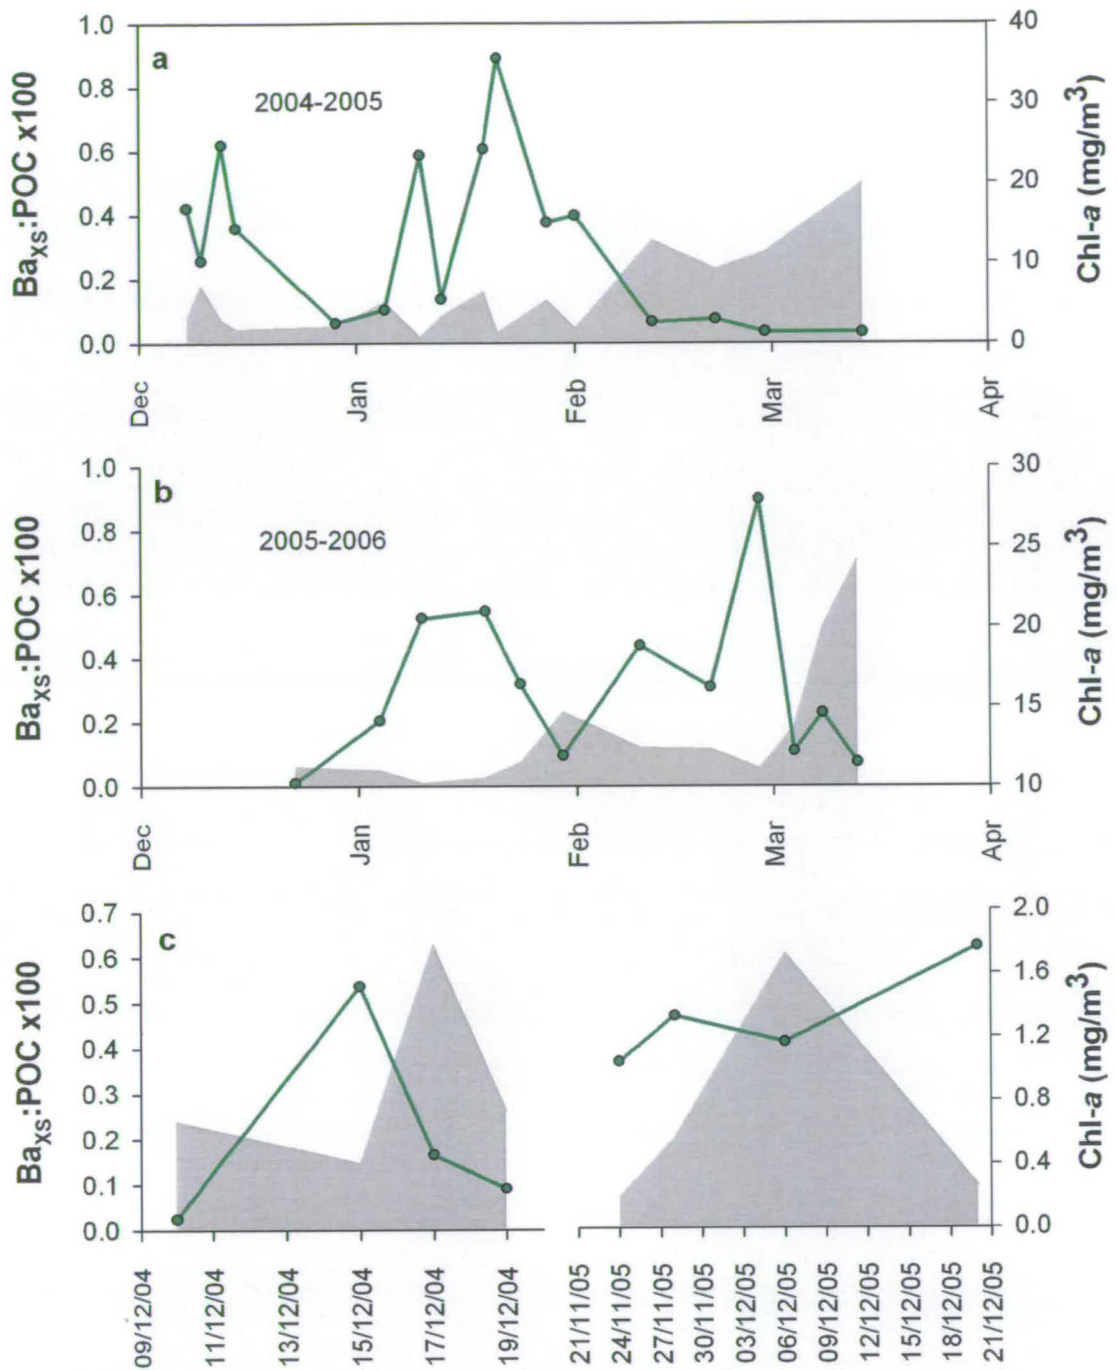 a
2004-2005
Ba_XS:POC x100
1.0
0.8
0.6
0.4
0.2
0.0
Chl-a (mg/m³)
40
30
20
10
0
Dec
Jan
Feb
Mar
Apr
b
2005-2006
Ba_XS:POC x100
1.0
0.8
0.6
0.4
0.2
0.0
Chl-a (mg/m³)
30
25
20
15
10
Dec
Jan
Feb
Mar
Apr
c
Ba_XS:POC x100
0.7
0.6
0.5
0.4
0.3
0.2
0.1
0.0
Chl-a (mg/m³)
2.0
1.6
1.2
0.8
0.4
0.0
09/12/04
11/12/04
13/12/04
15/12/04
17/12/04
19/12/04
21/11/05
24/11/05
27/11/05
30/11/05
03/12/05
06/12/05
09/12/05
12/12/05
15/12/05
18/12/05
21/12/05